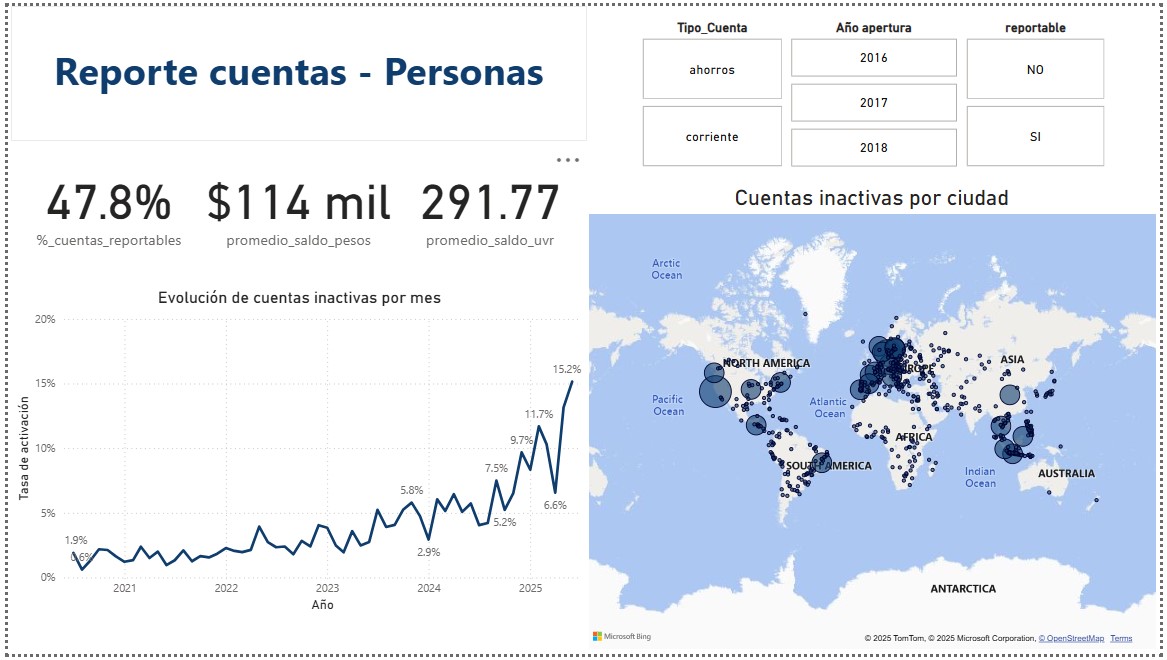 Reporte cuentas - Personas
Tipo_Cuenta
ahorros
corriente
Año apertura
2016
2017
2018
reportable
NO
SI
47.8%
%_cuentas_reportables
$114 mil
promedio_saldo_pesos
291.77
promedio_saldo_uvr
Evolución de cuentas inactivas por mes
Tasa de activación
20%
15%
10%
5%
0%
1.9%
0.6%
5.8%
2.9%
7.5%
5.2%
9.7%
11.7%
6.6%
15.2%
2021
2022
2023
2024
2025
Año
Cuentas inactivas por ciudad
Arctic
Ocean
NORTH AMERICA
EUROPE
ASIA
Pacific
Ocean
Atlantic
Ocean
AFRICA
SOUTH AMERICA
Indian
Ocean
AUSTRALIA
ANTARCTICA
Microsoft Bing
© 2025 TomTom, © 2025 Microsoft Corporation, © OpenStreetMap Terms